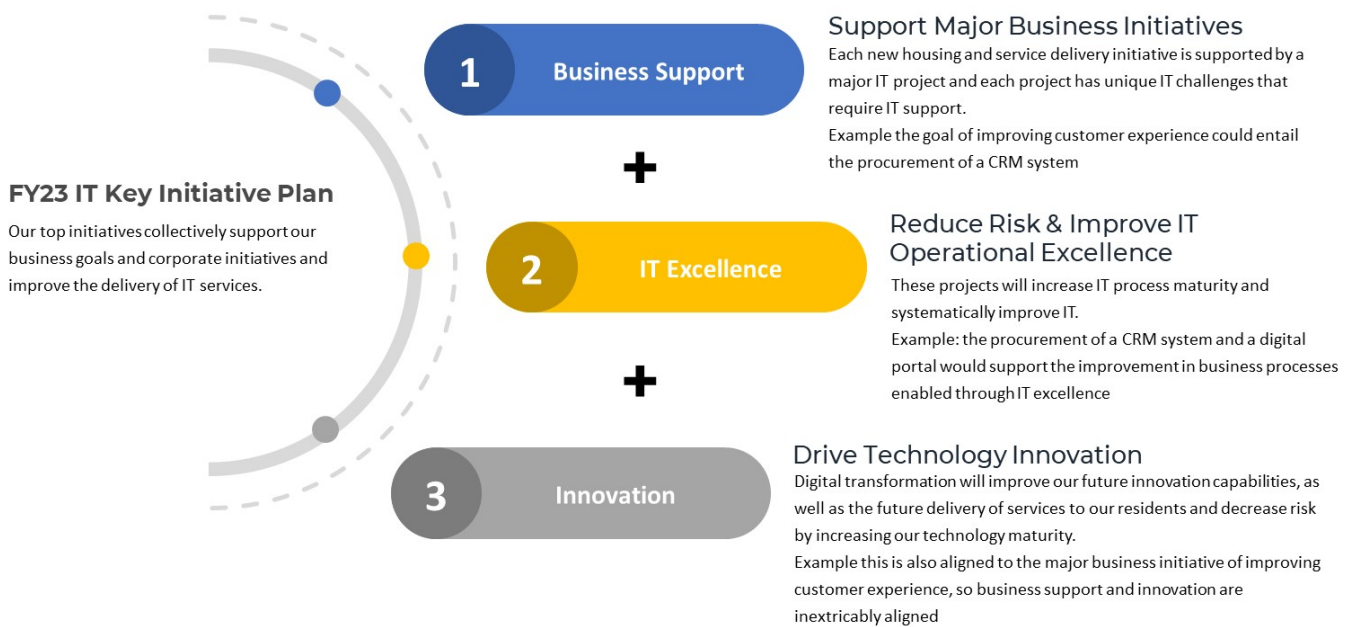 FY23 IT Key Initiative Plan
Our top initiatives collectively support our
business goals and corporate initiatives and
improve the delivery of IT services.
1
Business Support
Support Major Business Initiatives
Each new housing and service delivery initiative is supported by a
major IT project and each project has unique IT challenges that
require IT support.
Example the goal of improving customer experience could entail
the procurement of a CRM system
+
2
IT Excellence
Reduce Risk & Improve IT
Operational Excellence
These projects will increase IT process maturity and
systematically improve IT.
Example: the procurement of a CRM system and a digital
portal would support the improvement in business processes
enabled through IT excellence
+
3
Innovation
Drive Technology Innovation
Digital transformation will improve our future innovation capabilities, as
well as the future delivery of services to our residents and decrease risk
by increasing our technology maturity.
Example this is also aligned to the major business initiative of improving
customer experience, so business support and innovation are
inextricably aligned